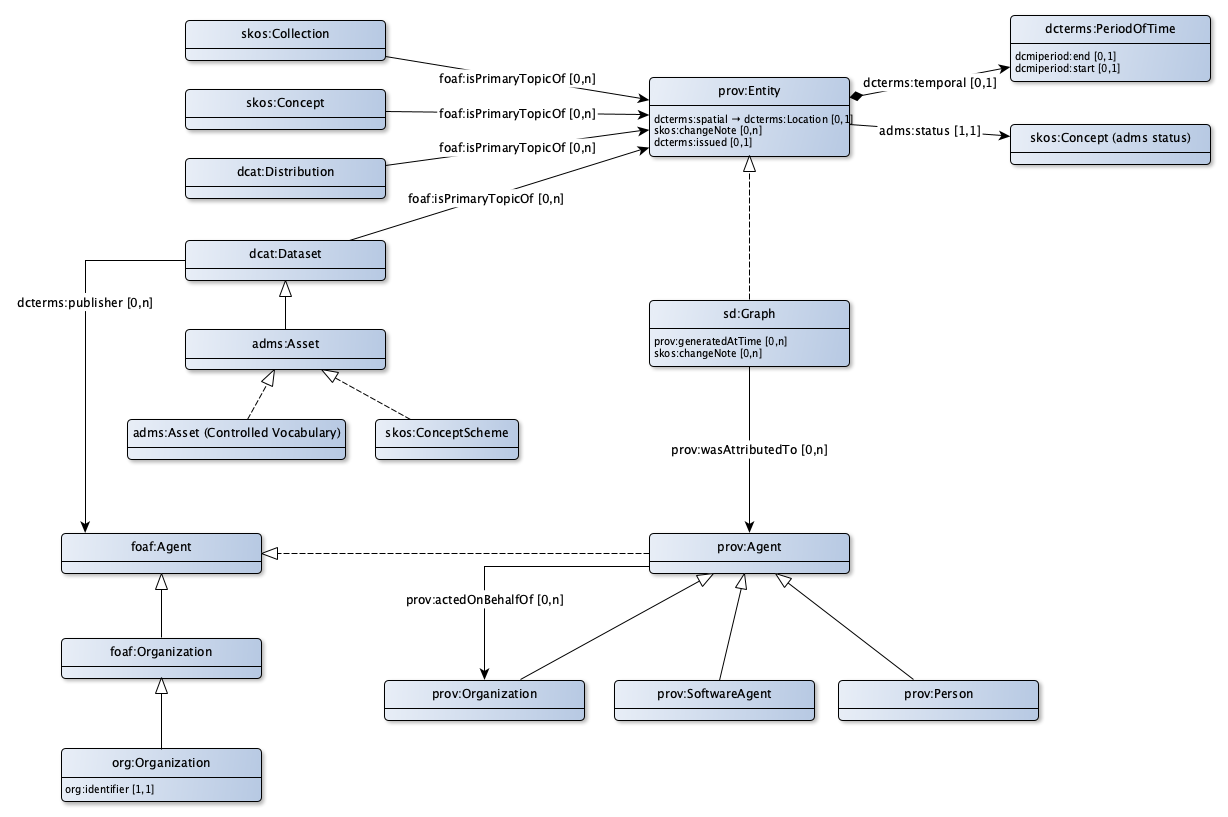 skos:Collection
dcterms:PeriodOfTime
dcmiperiod:end [0,1]
dcmiperiod:start [0,1]
foaf:isPrimaryTopicOf [0,n]
dcterms:temporal [0,1]
prov:Entity
skos:Concept
foaf:isPrimaryTopicOf [0,n]
dcterms:spatial → dcterms:Location [0,1]
skos:changeNote [0,n]
dcterms:issued [0,1]
adms:status [1,1]
skos:Concept (adms status)
foaf:isPrimaryTopicOf [0,n]
dcat:Distribution
foaf:isPrimaryTopicOf [0,n]
dcat:Dataset
dcterms:publisher [0,n]
sd:Graph
prov:generatedAtTime [0,n]
skos:changeNote [0,n]
adms:Asset
adms:Asset (Controlled Vocabulary)
skos:ConceptScheme
prov:wasAttributedTo [0,n]
foaf:Agent
prov:Agent
prov:actedOnBehalfOf [0,n]
foaf:Organization
prov:Organization
prov:SoftwareAgent
prov:Person
org:Organization
org:identifier [1,1]